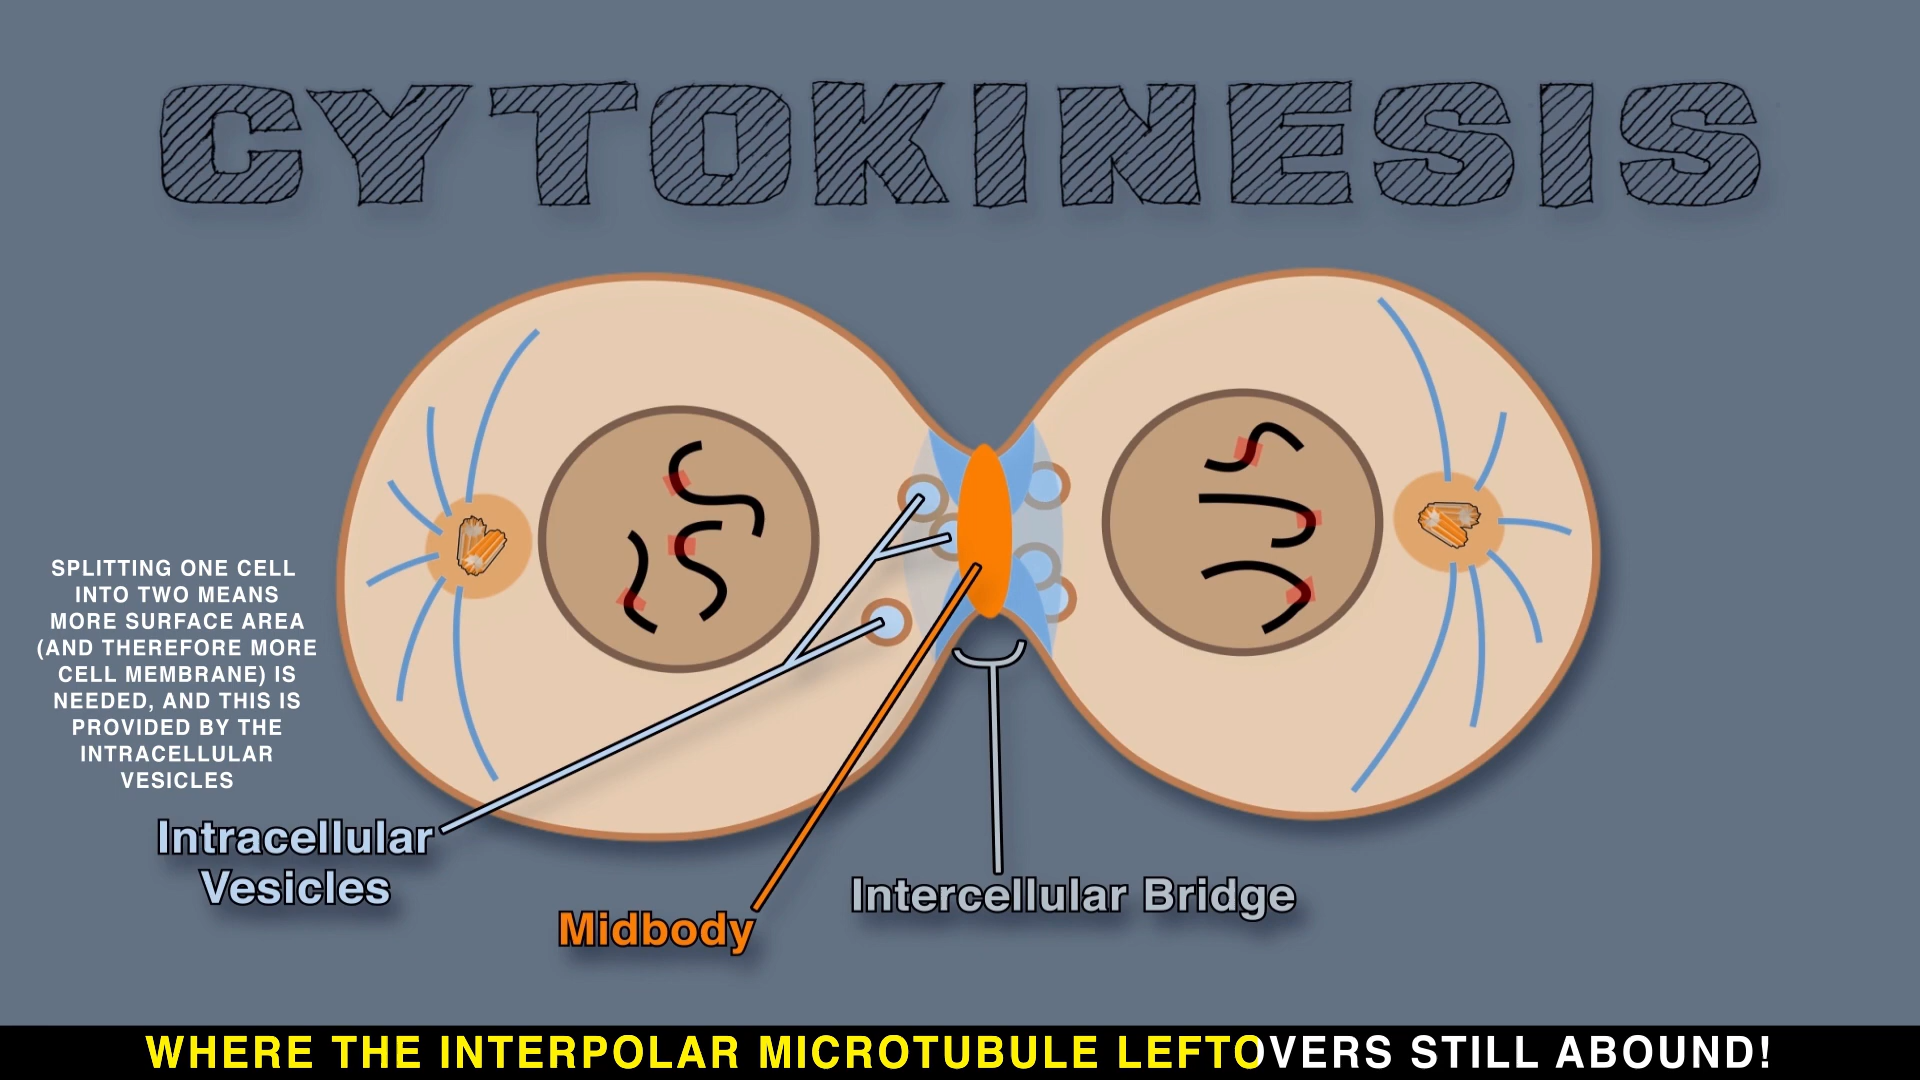 CYTOKINESIS
SPLITTING ONE CELL
INTO TWO MEANS
MORE SURFACE AREA
(AND THEREFORE MORE
CELL MEMBRANE) IS
NEEDED, AND THIS IS
PROVIDED BY THE
INTRACELLULAR
VESICLES
Intracellular
Vesicles
Midbody
Intercellular Bridge
WHERE THE INTERPOLAR MICROTUBULE LEFTOVERS STILL ABOUND!